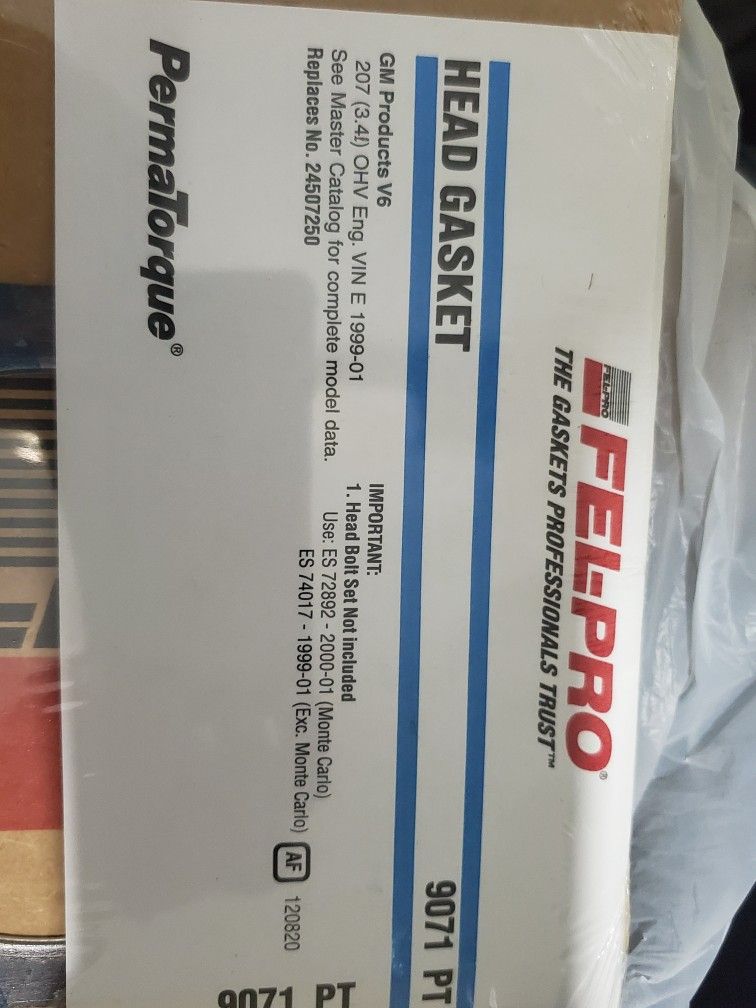 FEL-PRO
FEL-PRO®
THE GASKETS PROFESSIONALS TRUST™
HEAD GASKET 9071 PT
GM Products V6
207 (3.4ℓ) OHV Eng. VIN E 1999-01
See Master Catalog for complete model data.
Replaces No. 24507250
IMPORTANT:
1. Head Bolt Set Not included
Use: ES 72892 - 2000-01 (Monte Carlo)
ES 74017 - 1999-01 (Exc. Monte Carlo)
AF 120820
PermaTorque®
9071 PT